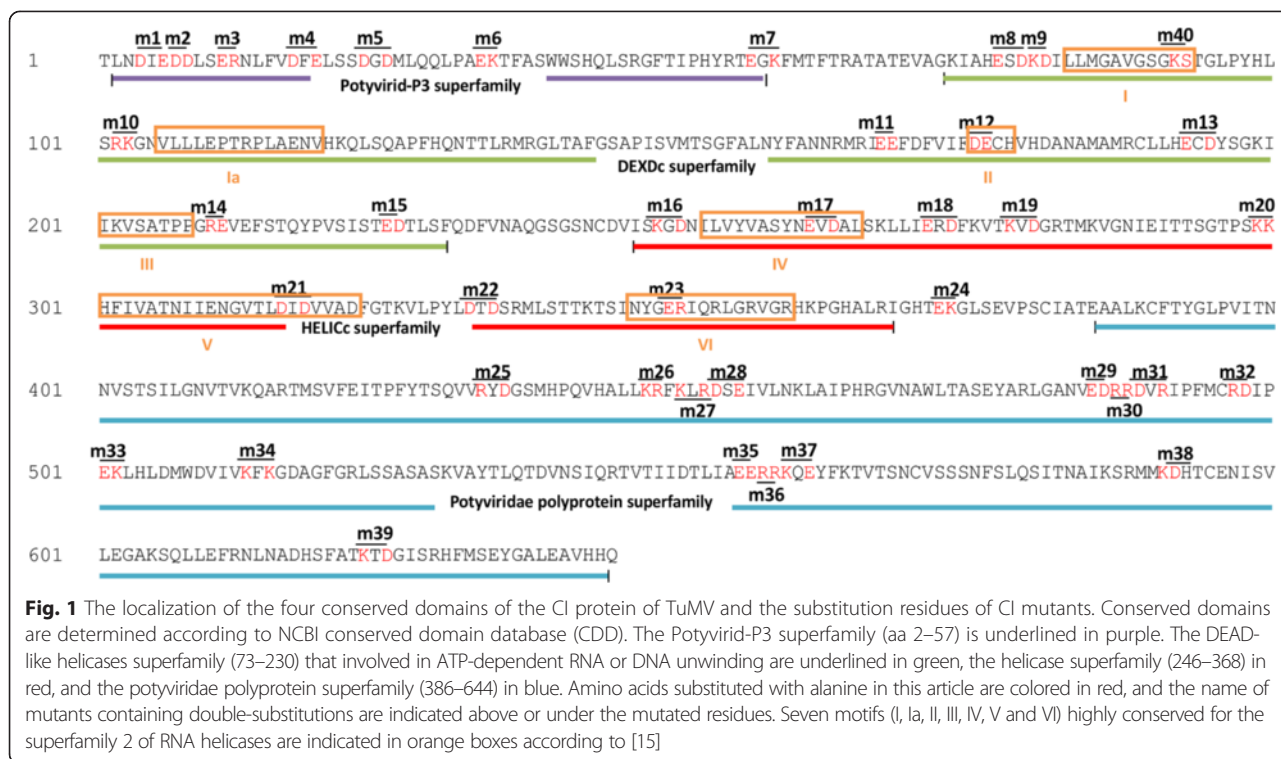 m1 m2 m3 m4 m5 m6 m7 m8 m9 m40
1 TLNDIEDDLSERNLFVDFELSSDGDMLQQLPAEKTFASWWSHQLSRGFTIPHYRTEGKFMTFTRATATEVAGKIAHESDKDILLMGAVGSGKSTGLPYHL
Potyvirid-P3 superfamily I
m10 m11 m12 m13
101 SRKGNVLLLEPTRPLAENVHKQLSQAPFHQNTTLRMRGLTAFGSAPISVMTSGFALNYFANNRMRIEEFDFVIFDECHVHDANAMAMRCLLHECDYSGKI
Ia DEXDc superfamily II
m14 m15 m16 m17 m18 m19 m20
201 IKVSATPPGREVEFSTQYPVSISTEDTLSFQDFVNAQGSGSNCDVISKGDNILVYVASYNEVDALSKLLIERDFKVTKVDGRTMKVGNIEITTSGTPSKK
III IV
m21 m22 m23 m24
301 HFIVATNIIENGVTLDIDVVADFGTKVLPYLDTDSRMLSTTKTSINYGERIQRLGRVGRHKPGHALRIGHTEKGLSEVPSCIATEAALKCFTYGLPVITN
V HELICc superfamily VI
m25 m26 m28 m29 m31 m32
401 NVSTSILGNVTVKQARTMSVFEITPFYTSQVVRYDGSMHPQVHALLKRFKLRDSEIVLNKLAIPHRGVNAWLTASEYARLGANVEDRRDVRIPFMCRDIP
m27 m30
m33 m34 m35 m37 m38
501 EKLHLDMWDVIVKFKGDAGFGRLSSASASKVAYTLQTDVNSIQRTVTIIDTLIAEERRKQEYFKTVTSNCVSSSNFSLQSITNAIKSRMMKDHTCENISV
Potyviridae polyprotein superfamily m36
m39
601 LEGAKSQLLEFRNLNADHSFATKTDGISRHFMSEYGALEAVHHQ
Fig. 1 The localization of the four conserved domains of the CI protein of TuMV and the substitution residues of CI mutants. Conserved domains
are determined according to NCBI conserved domain database (CDD). The Potyvirid-P3 superfamily (aa 2–57) is underlined in purple. The DEAD-
like helicases superfamily (73–230) that involved in ATP-dependent RNA or DNA unwinding are underlined in green, the helicase superfamily (246–368) in
red, and the potyviridae polyprotein superfamily (386–644) in blue. Amino acids substituted with alanine in this article are colored in red, and the name of
mutants containing double-substitutions are indicated above or under the mutated residues. Seven motifs (I, Ia, II, III, IV, V and VI) highly conserved for the
superfamily 2 of RNA helicases are indicated in orange boxes according to [15]